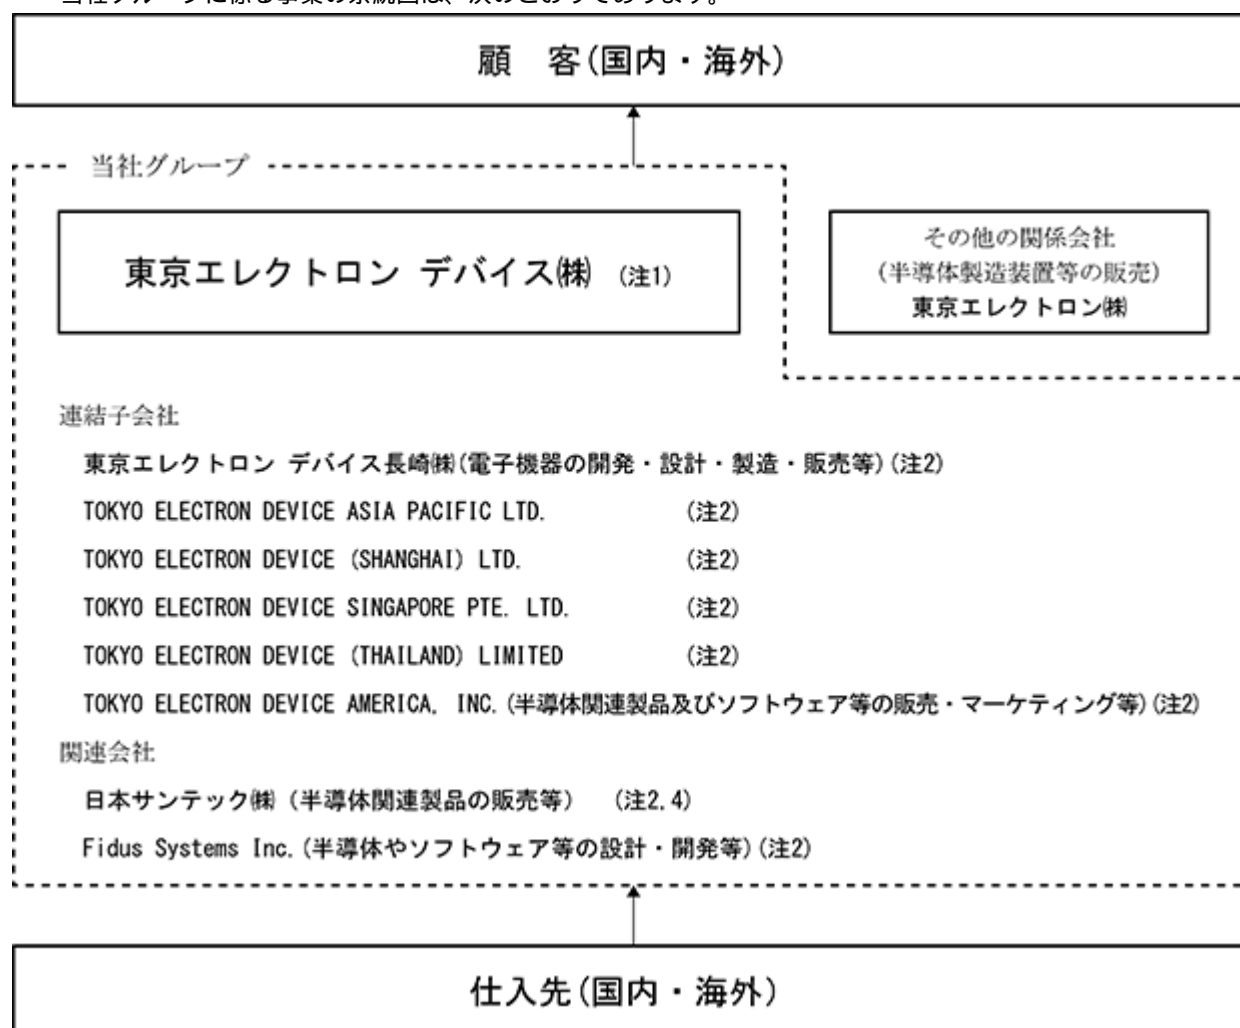 当社グループに係る事業の系統図は、次のとおりであります。
顧　客(国内・海外)
当社グループ
東京エレクトロン デバイス㈱ (注1)
その他の関係会社
(半導体製造装置等の販売)
東京エレクトロン㈱
連結子会社
東京エレクトロン デバイス長崎㈱(電子機器の開発・設計・製造・販売等)(注2)
TOKYO ELECTRON DEVICE ASIA PACIFIC LTD. (注2)
TOKYO ELECTRON DEVICE (SHANGHAI) LTD. (注2)
TOKYO ELECTRON DEVICE SINGAPORE PTE. LTD. (注2)
TOKYO ELECTRON DEVICE (THAILAND) LIMITED (注2)
TOKYO ELECTRON DEVICE AMERICA, INC.(半導体関連製品及びソフトウェア等の販売・マーケティング等)(注2)
関連会社
日本サンテック㈱ (半導体関連製品の販売等) (注2,4)
Fidus Systems Inc.(半導体やソフトウェア等の設計・開発等)(注2)
仕入先(国内・海外)